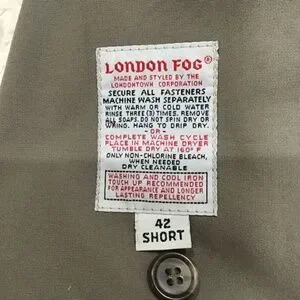 LONDON FOG®
MADE AND STYLED BY THE
LONDONTOWN CORPORATION
SECURE ALL FASTENERS
MACHINE WASH SEPARATELY
WITH WARM OR COLD WATER
RINSE THREE (3) TIMES. REMOVE
ALL SOAPS. DO NOT SPIN DRY OR
WRING. HANG TO DRIP DRY.
-OR-
COMPLETE WASH CYCLE
PLACE IN MACHINE DRYER
TUMBLE DRY AT 160° F
ONLY NON-CHLORINE BLEACH,
WHEN NEEDED
DRY CLEANABLE
WASHING AND COOL IRON
TOUCH UP RECOMMENDED
FOR APPEARANCE AND LONGER
LASTING REPELLENCY
42
SHORT